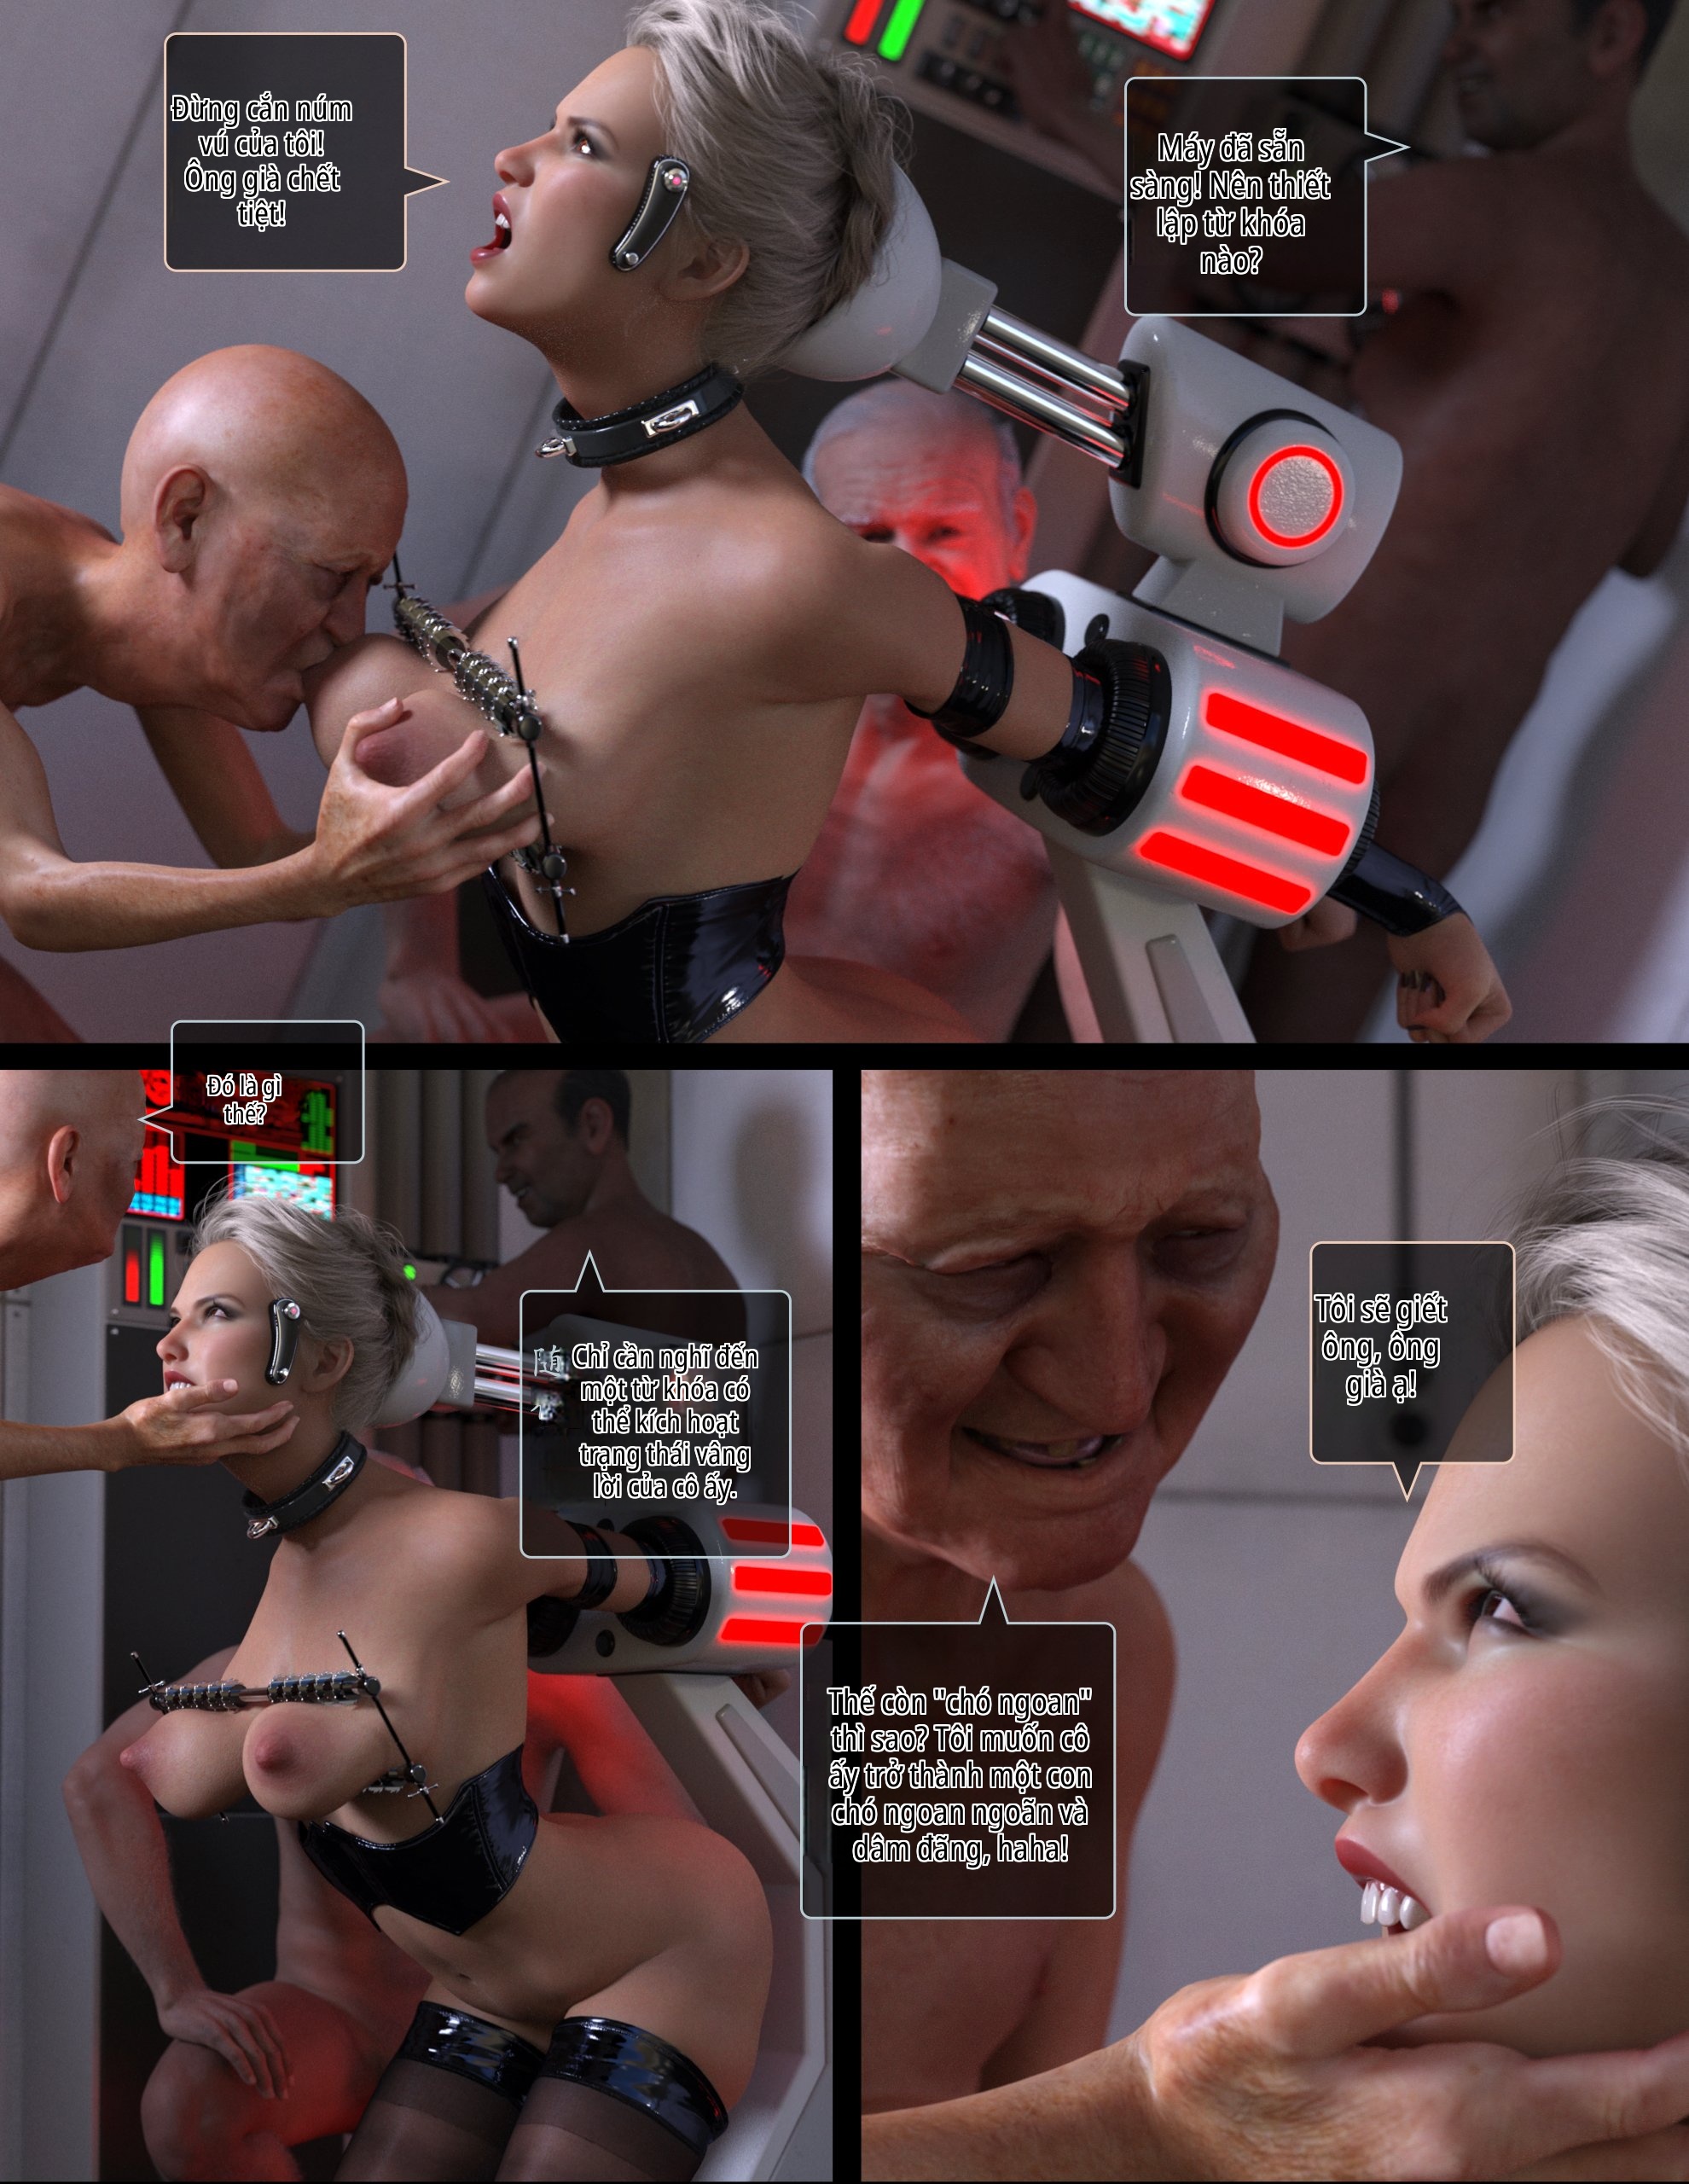 Đừng cắn núm
vú của tôi!
Ông già chết
tiệt!
Máy đã sẵn
sàng! Nên thiết
lập từ khóa
nào?
Đó là gì
thế?
Chỉ cần nghĩ đến
một từ khóa có
thể kích hoạt
trạng thái vâng
lời của cô ấy.
Tôi sẽ giết
ông, ông
già ạ!
Thế còn "chó ngoan"
thì sao? Tôi muốn cô
ấy trở thành một con
chó ngoan ngoãn và
dâm đãng, haha!